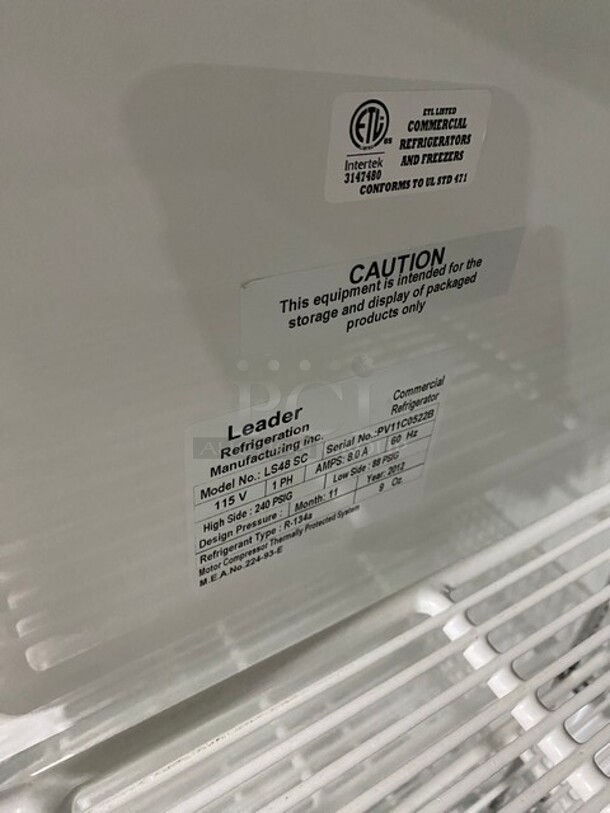 ETL LISTED
COMMERCIAL
REFRIGERATORS
AND FREEZERS
Intertek
3147480
CONFORMS TO UL STD 471
CAUTION
This equipment is intended for the
storage and display of packaged
products only
Leader
Refrigeration
Manufacturing inc.
Commercial
Refrigerator
Model No.: LS48 SC Serial No.:PV11C0522B
115 V 1 PH AMPS: 8.0 A 60 Hz
High Side : 240 PSIG Low Side : 88 PSIG
Design Pressure : Month: 11 Year: 2012
Refrigerant Type : R-134a 9 Oz.
Motor Compressor Thermally Protected System
M.E.A.No.224-93-E